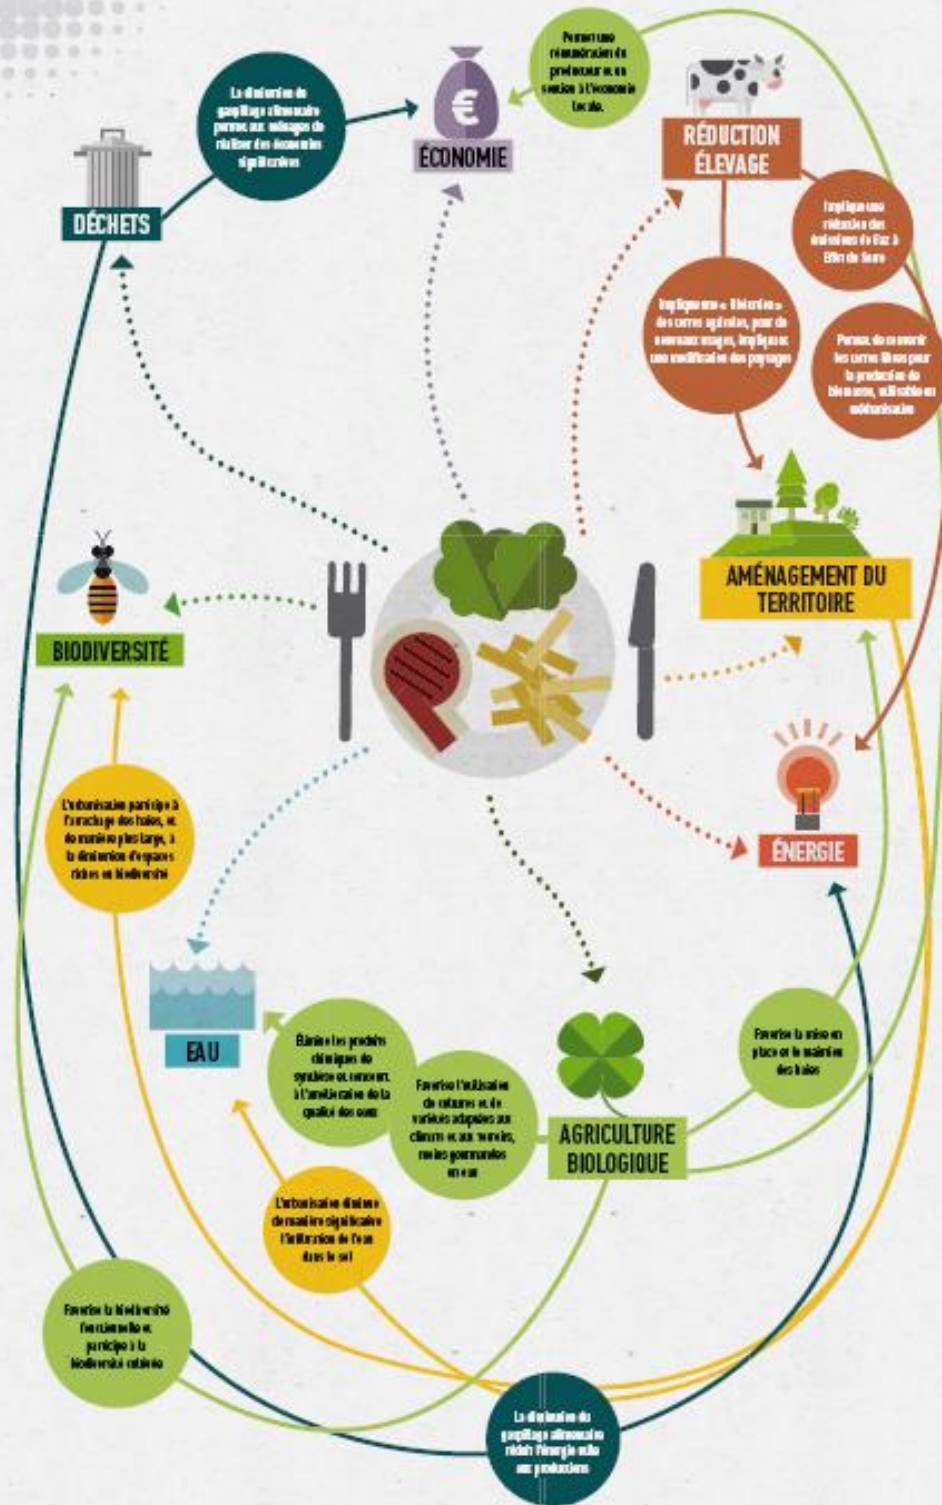 La diminution du
gaspillage alimentaire
permet aux ménages de
réaliser des économies
significatives
ÉCONOMIE
Permet une
rémunération du
producteur et un
soutien à l'économie
locale.
RÉDUCTION
ÉLEVAGE
DÉCHETS
Implique une
réduction des
émissions de Gaz à
Effet de Serre
Implique une « libération »
des terres agricoles, pour de
nouveaux usages, impliquant
une modification des paysages
Permet de convertir
les terres libres pour
la production de
biomasse, utilisable en
méthanisation
AMÉNAGEMENT DU
TERRITOIRE
BIODIVERSITÉ
L'urbanisation participe à
l'arrachage des haies, et
de manière plus large, à
la diminution d'espaces
riches en biodiversité
ÉNERGIE
EAU
Élimine les produits
chimiques de
synthèse et concourt
à l'amélioration de la
qualité des eaux
Favorise l'utilisation
de cultures et de
variétés adaptées aux
climats et aux terroirs,
moins gourmandes
en eau
AGRICULTURE
BIOLOGIQUE
Favorise la mise en
place et le maintien
des haies
L'urbanisation diminue
de manière significative
l'infiltration de l'eau
dans le sol
Favorise la biodiversité
fonctionnelle et
participe à la
biodiversité cultivée
La diminution du
gaspillage alimentaire
réduit l'énergie utile
aux productions